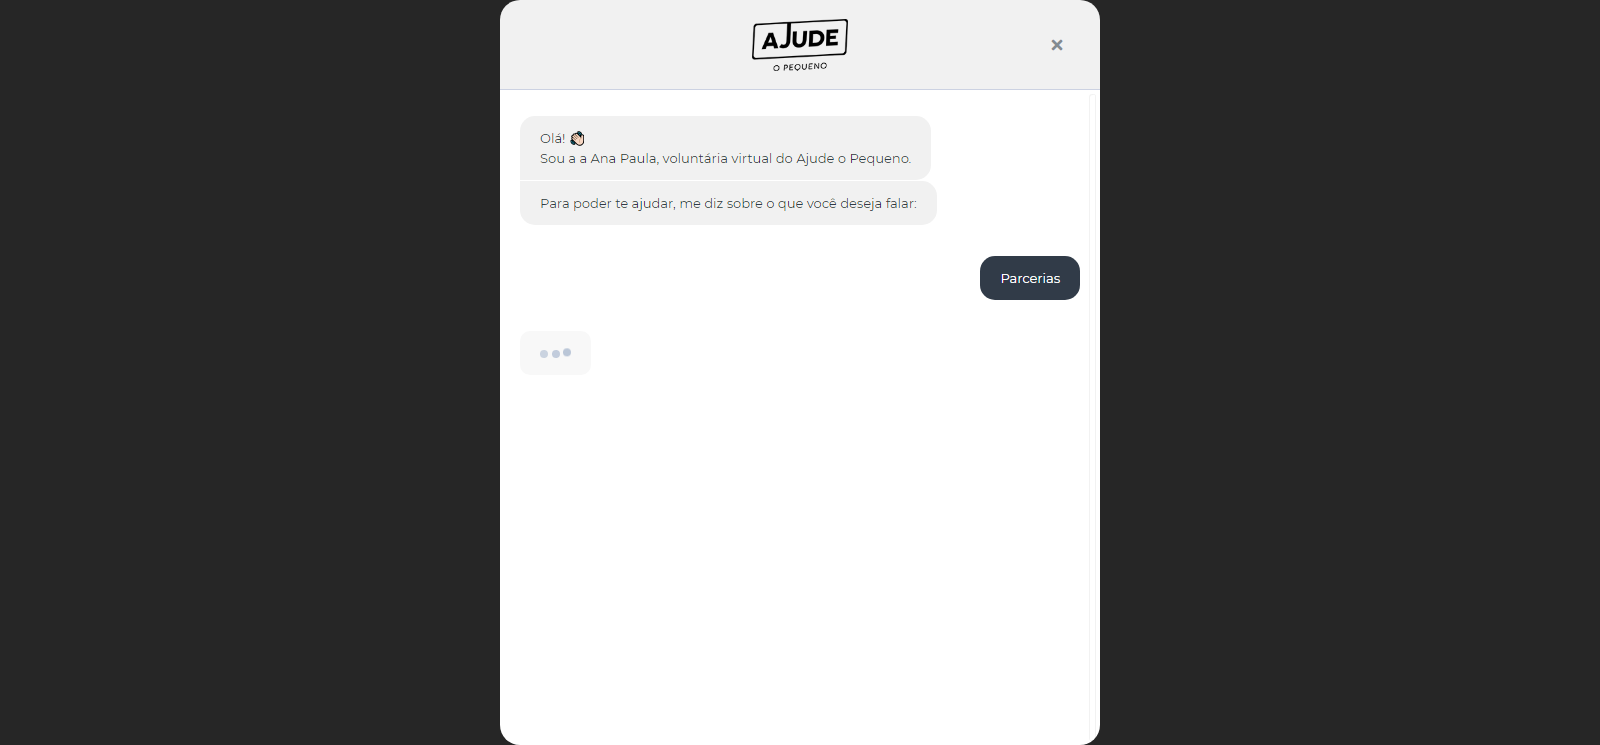 AJUDE
O PEQUENO
Olá! 👋🏻
Sou a a Ana Paula, voluntária virtual do Ajude o Pequeno.
Para poder te ajudar, me diz sobre o que você deseja falar:
Parcerias